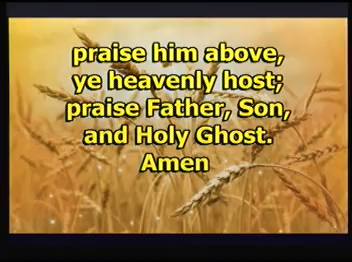 praise him above,
ye heavenly host;
praise Father, Son,
and Holy Ghost.
Amen